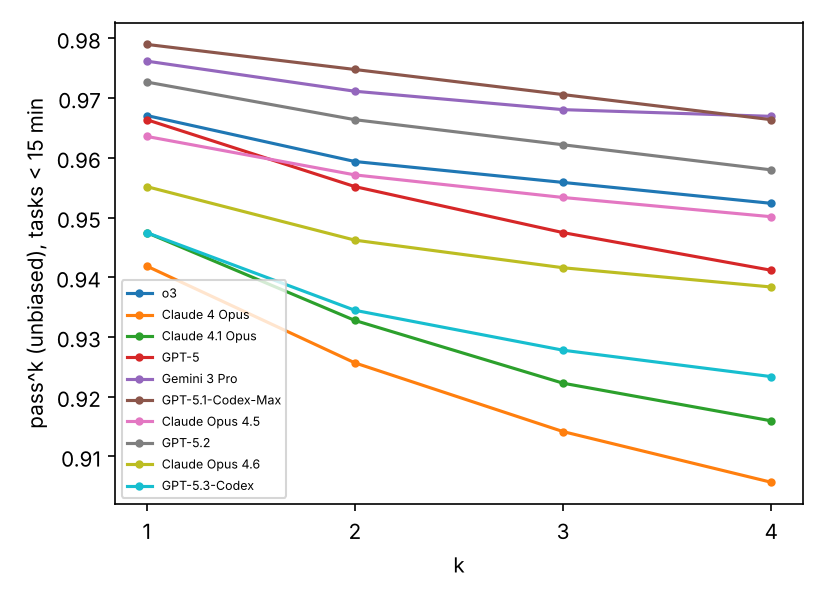 0.98
0.97
0.96
0.95
0.94
0.93
0.92
0.91
pass^k (unbiased), tasks < 15 min
o3
Claude 4 Opus
Claude 4.1 Opus
GPT-5
Gemini 3 Pro
GPT-5.1-Codex-Max
Claude Opus 4.5
GPT-5.2
Claude Opus 4.6
GPT-5.3-Codex
1 2 3 4
k